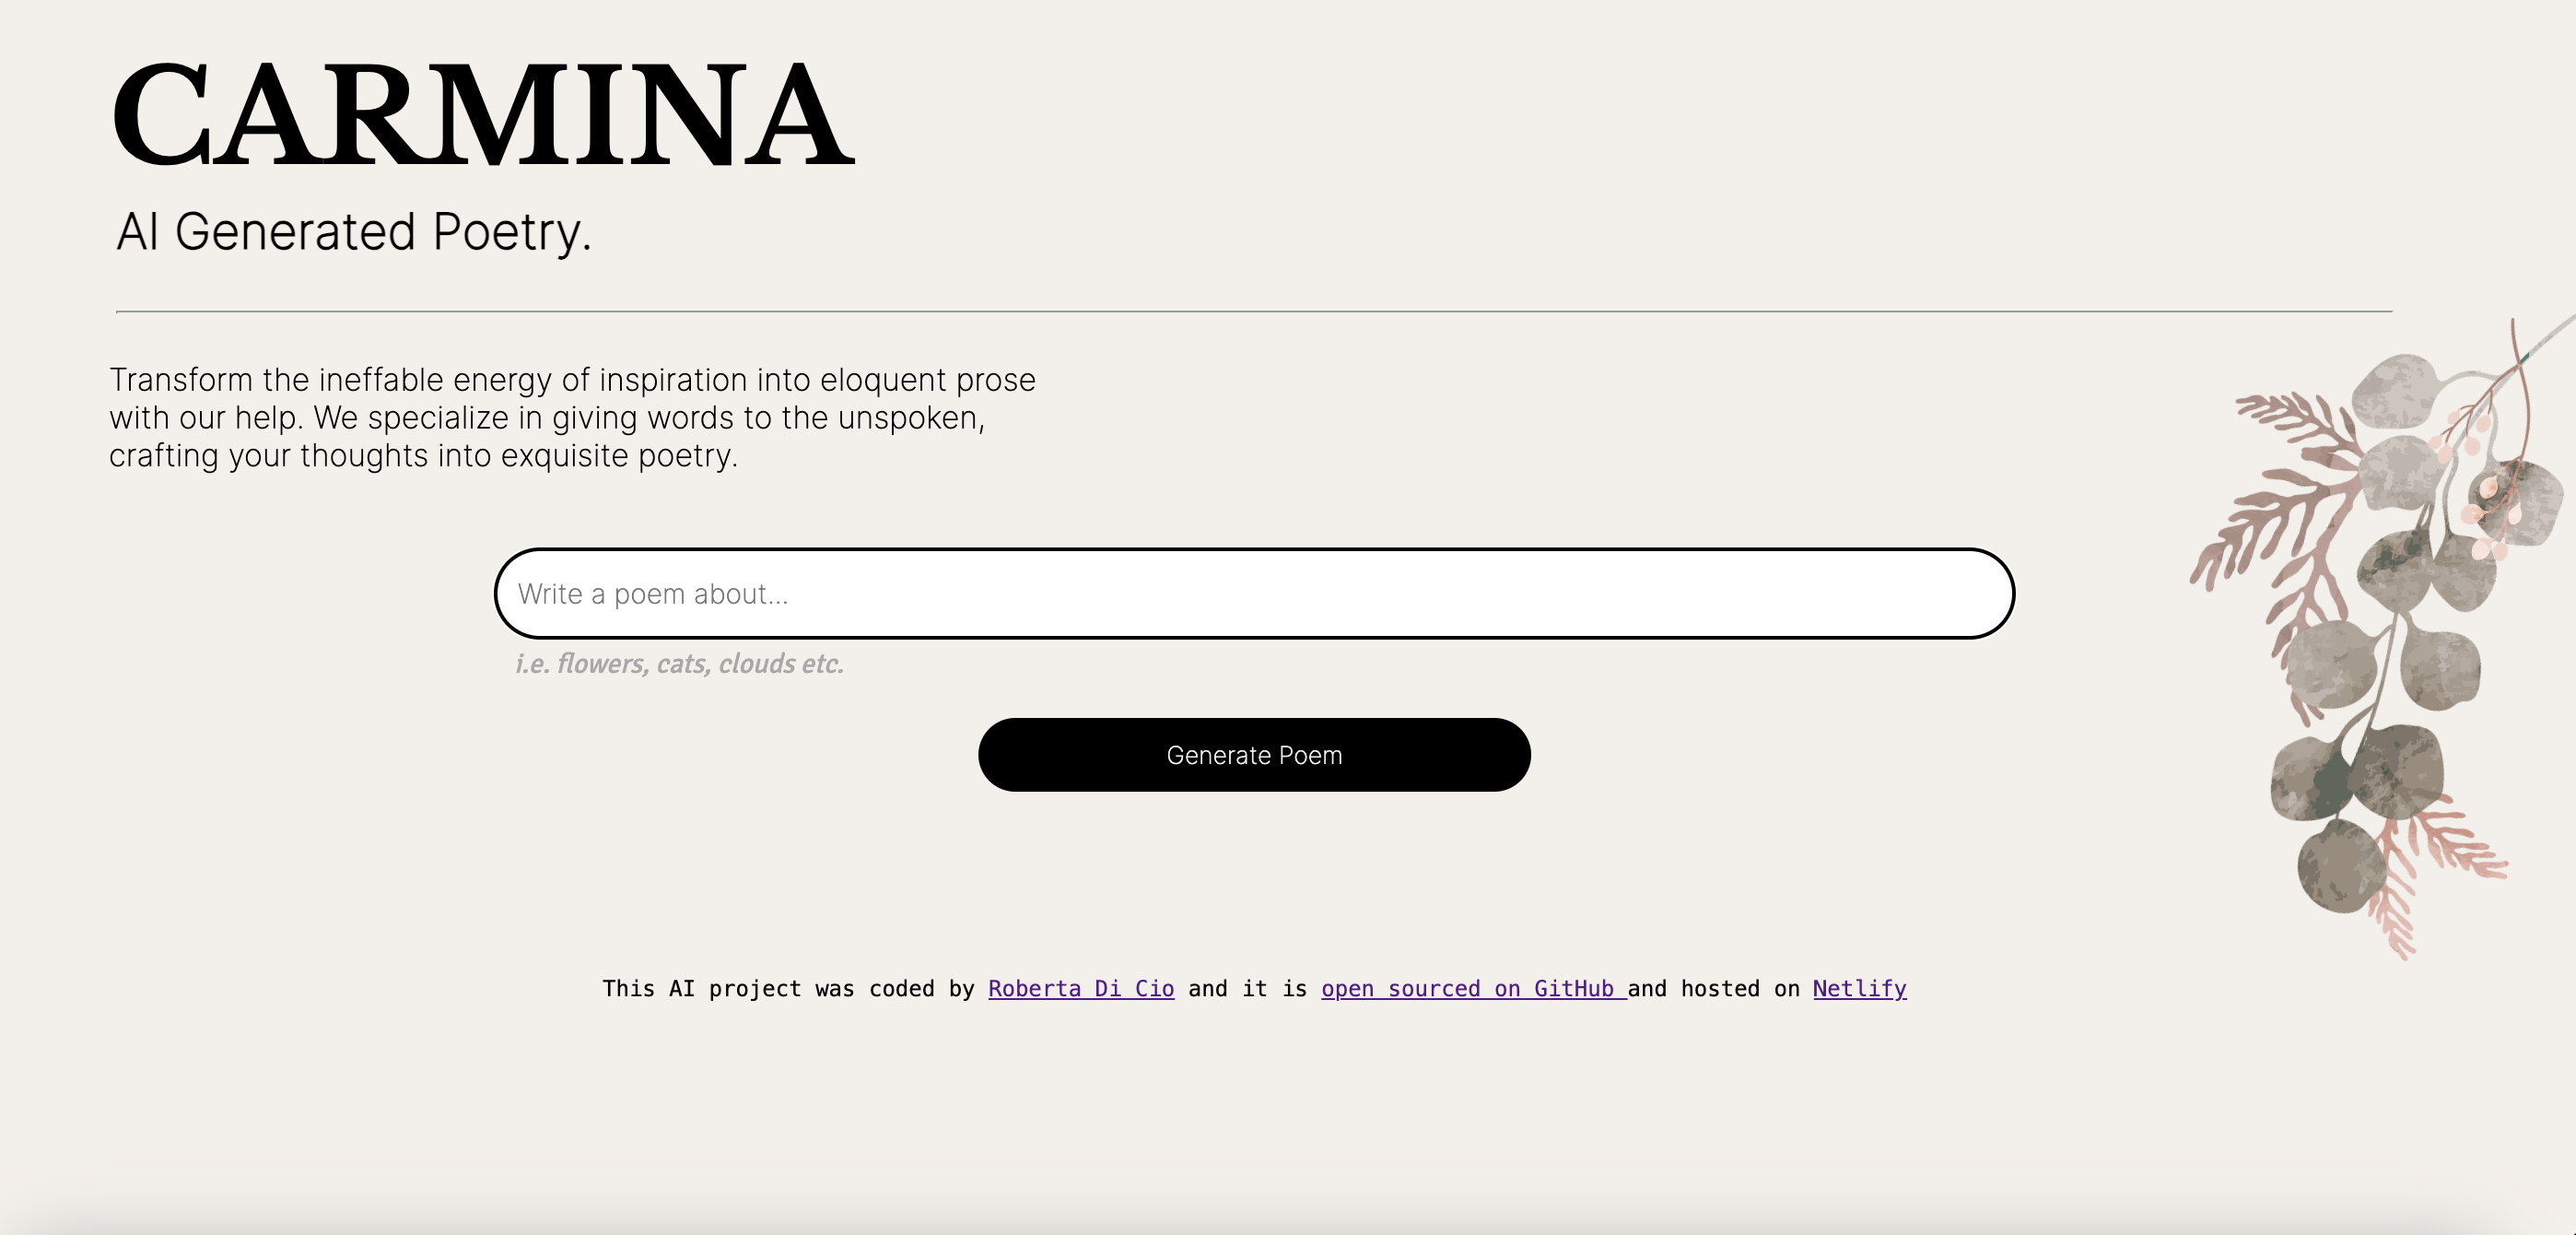 CARMINA
AI Generated Poetry.
Transform the ineffable energy of inspiration into eloquent prose
with our help. We specialize in giving words to the unspoken,
crafting your thoughts into exquisite poetry.
Write a poem about...
i.e. flowers, cats, clouds etc.
Generate Poem
This AI project was coded by Roberta Di Cio and it is open sourced on GitHub and hosted on Netlify